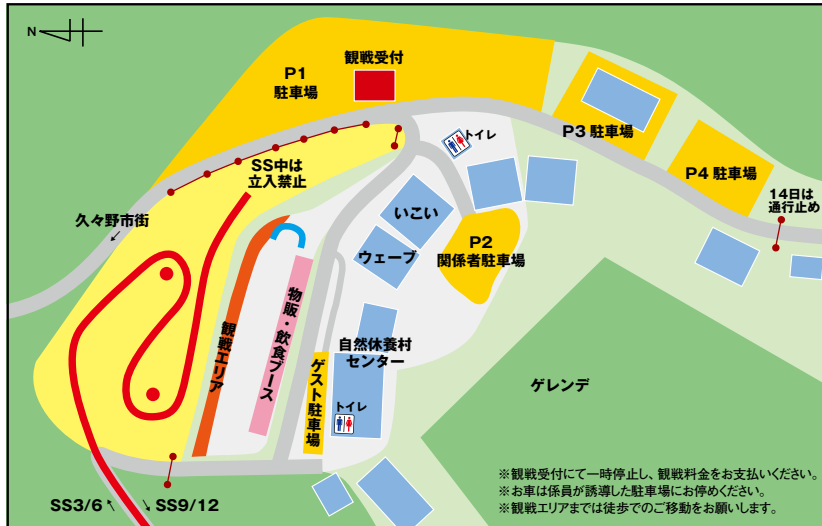 N
P1
駐車場
観戦受付
トイレ
P3 駐車場
P4 駐車場
SS中は
立入禁止
14日は
通行止め
久々野市街
いこい
ウェーブ
P2
関係者駐車場
物販・飲食ブース
観戦エリア
自然休養村
センター
ゲスト駐車場
トイレ
ゲレンデ
SS3/6
SS9/12
※観戦受付にて一時停止し、観戦料金をお支払いください。
※お車は係員が誘導した駐車場にお停めください。
※観戦エリアまでは徒歩でのご移動をお願いします。